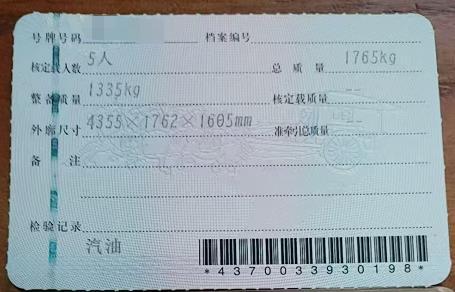 号牌号码 档案编号
核定载人数 5人 总质量 1765kg
整备质量 1335kg 核定载质量 --
外廓尺寸 4355×1762×1605mm 准牵引总质量
备注
检验记录
汽油
*4370033930198*